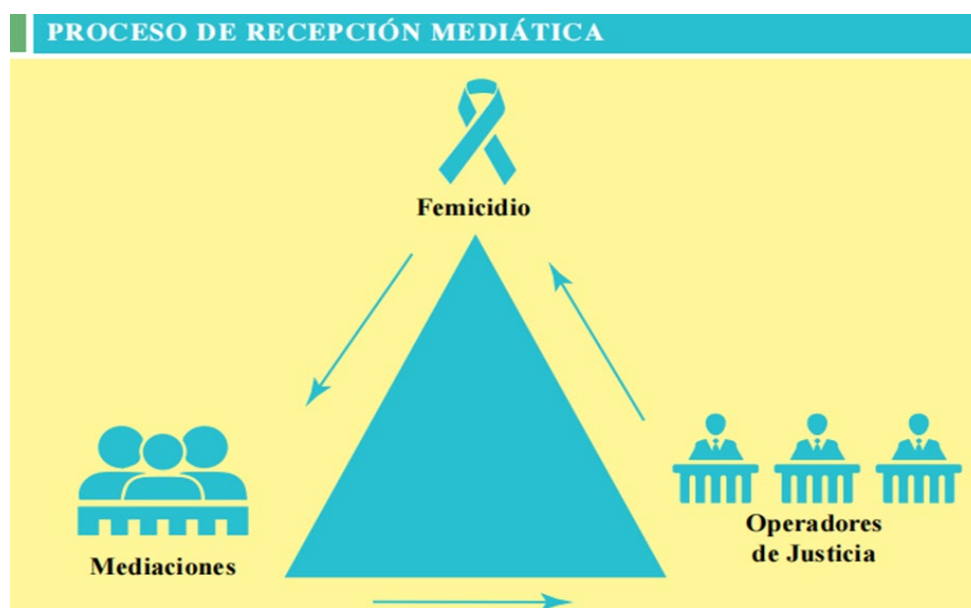 PROCESO DE RECEPCIÓN MEDIÁTICA
Femicidio
Mediaciones
Operadores
de Justicia